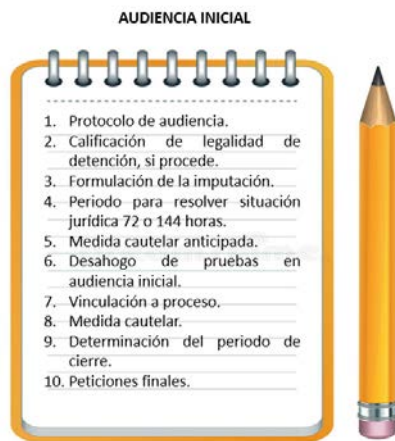 AUDIENCIA INICIAL
1. Protocolo de audiencia.
2. Calificación de legalidad de
detención, si procede.
3. Formulación de la imputación.
4. Periodo para resolver situación
jurídica 72 o 144 horas.
5. Medida cautelar anticipada.
6. Desahogo de pruebas en
audiencia inicial.
7. Vinculación a proceso.
8. Medida cautelar.
9. Determinación del periodo de
cierre.
10. Peticiones finales.